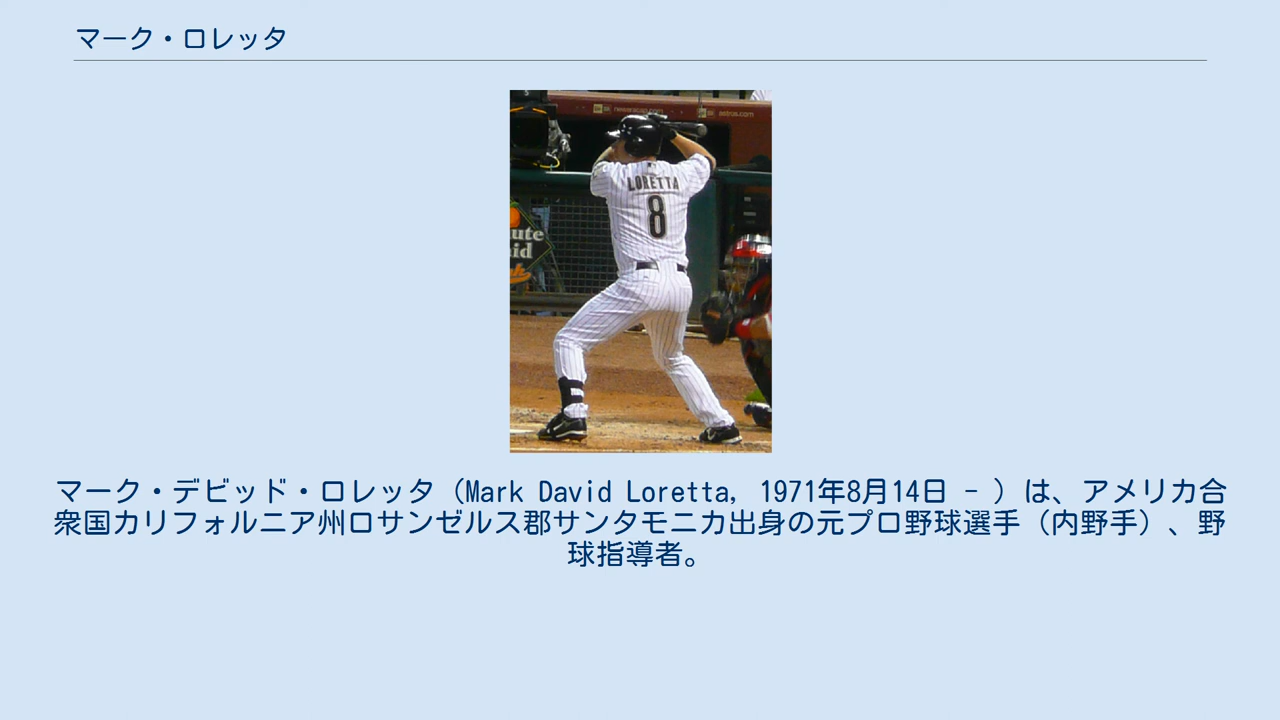 マーク・ロレッタ
astros.com
LORETTA
8
ute
aid
マーク・デビッド・ロレッタ（Mark David Loretta, 1971年8月14日 - ）は、アメリカ合
衆国カリフォルニア州ロサンゼルス郡サンタモニカ出身の元プロ野球選手（内野手）、野
球指導者。